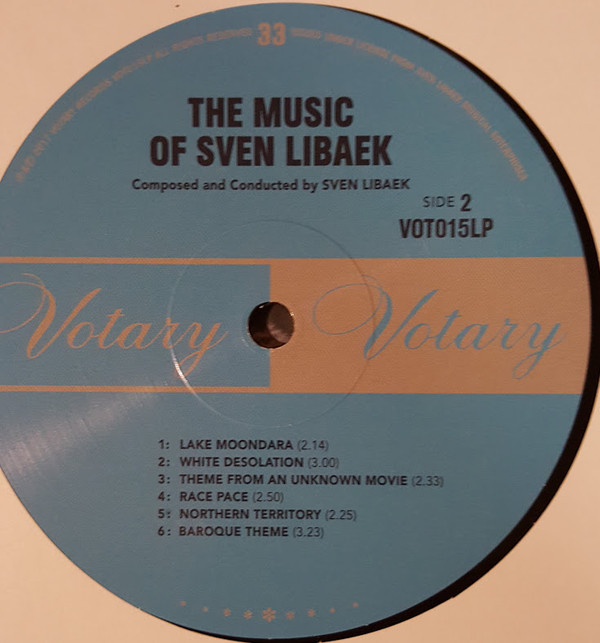 33
THE MUSIC
OF SVEN LIBAEK
Composed and Conducted by SVEN LIBAEK
SIDE 2
VOT015LP
Votary Votary
1: LAKE MOONDARA (2.14)
2: WHITE DESOLATION (3.00)
3: THEME FROM AN UNKNOWN MOVIE (2.33)
4: RACE PACE (2.50)
5: NORTHERN TERRITORY (2.25)
6: BAROQUE THEME (3.23)